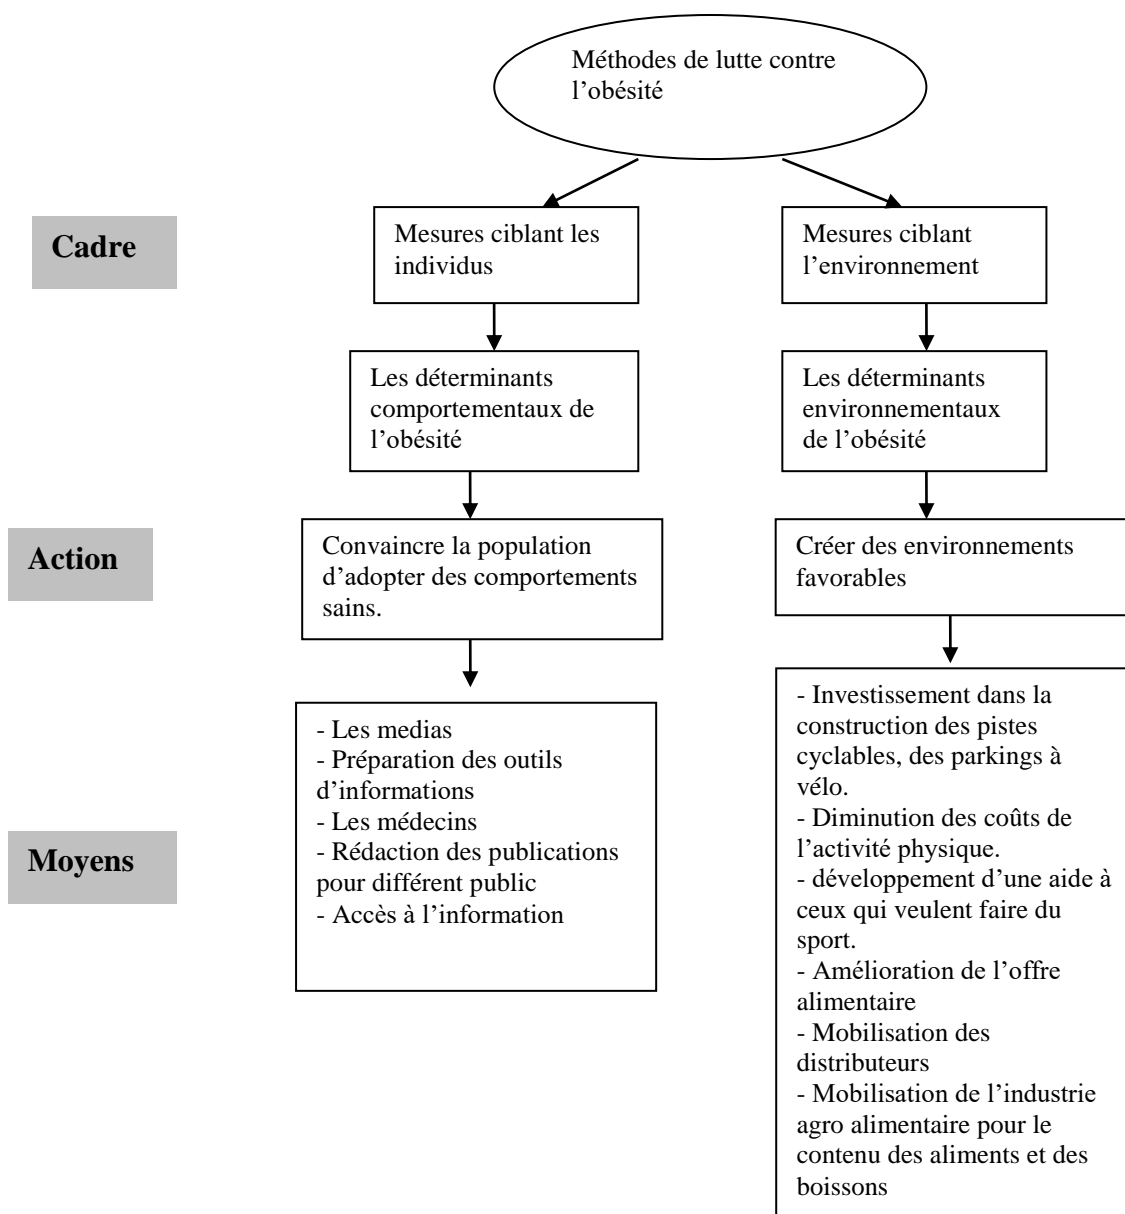 Méthodes de lutte contre
l’obésité
Cadre
Mesures ciblant les
individus
Mesures ciblant
l’environnement
Les déterminants
comportementaux de
l’obésité
Les déterminants
environnementaux
de l’obésité
Action
Convaincre la population
d’adopter des comportements
sains.
Créer des environnements
favorables
Moyens
- Les medias
- Préparation des outils
d’informations
- Les médecins
- Rédaction des publications
pour différent public
- Accès à l’information
- Investissement dans la
construction des pistes
cyclables, des parkings à
vélo.
- Diminution des coûts de
l’activité physique.
- développement d’une aide à
ceux qui veulent faire du
sport.
- Amélioration de l’offre
alimentaire
- Mobilisation des
distributeurs
- Mobilisation de l’industrie
agro alimentaire pour le
contenu des aliments et des
boissons